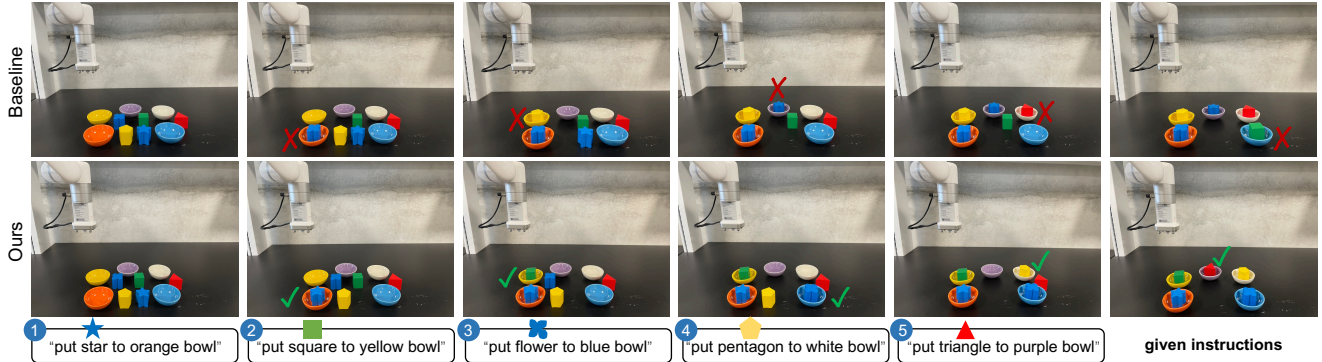 Baseline
Ours
1
"put star to orange bowl"
2
"put square to yellow bowl"
3
"put flower to blue bowl"
4
"put pentagon to white bowl"
5
"put triangle to purple bowl"
given instructions